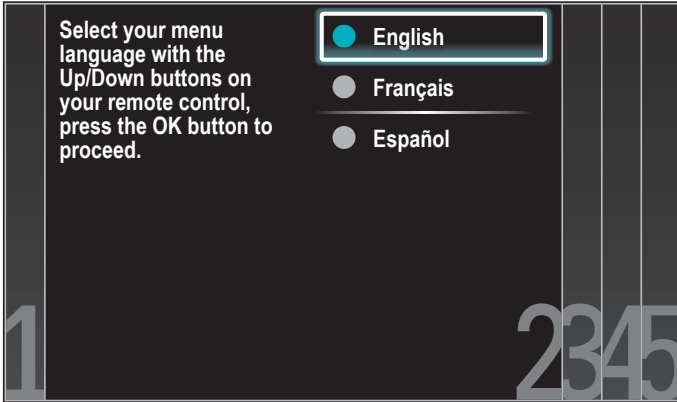 Select your menu
language with the
Up/Down buttons on
your remote control,
press the OK button to
proceed.
English
Français
Español
1
2
3
4
5